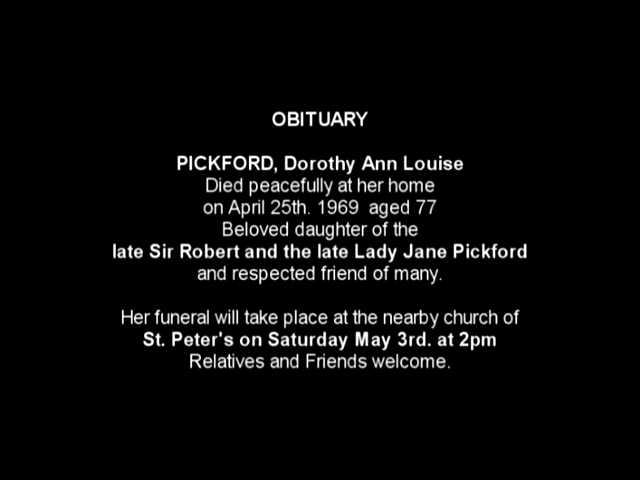 OBITUARY
PICKFORD, Dorothy Ann Louise
Died peacefully at her home
on April 25th. 1969 aged 77
Beloved daughter of the
late Sir Robert and the late Lady Jane Pickford
and respected friend of many.
Her funeral will take place at the nearby church of
St. Peter's on Saturday May 3rd. at 2pm
Relatives and Friends welcome.